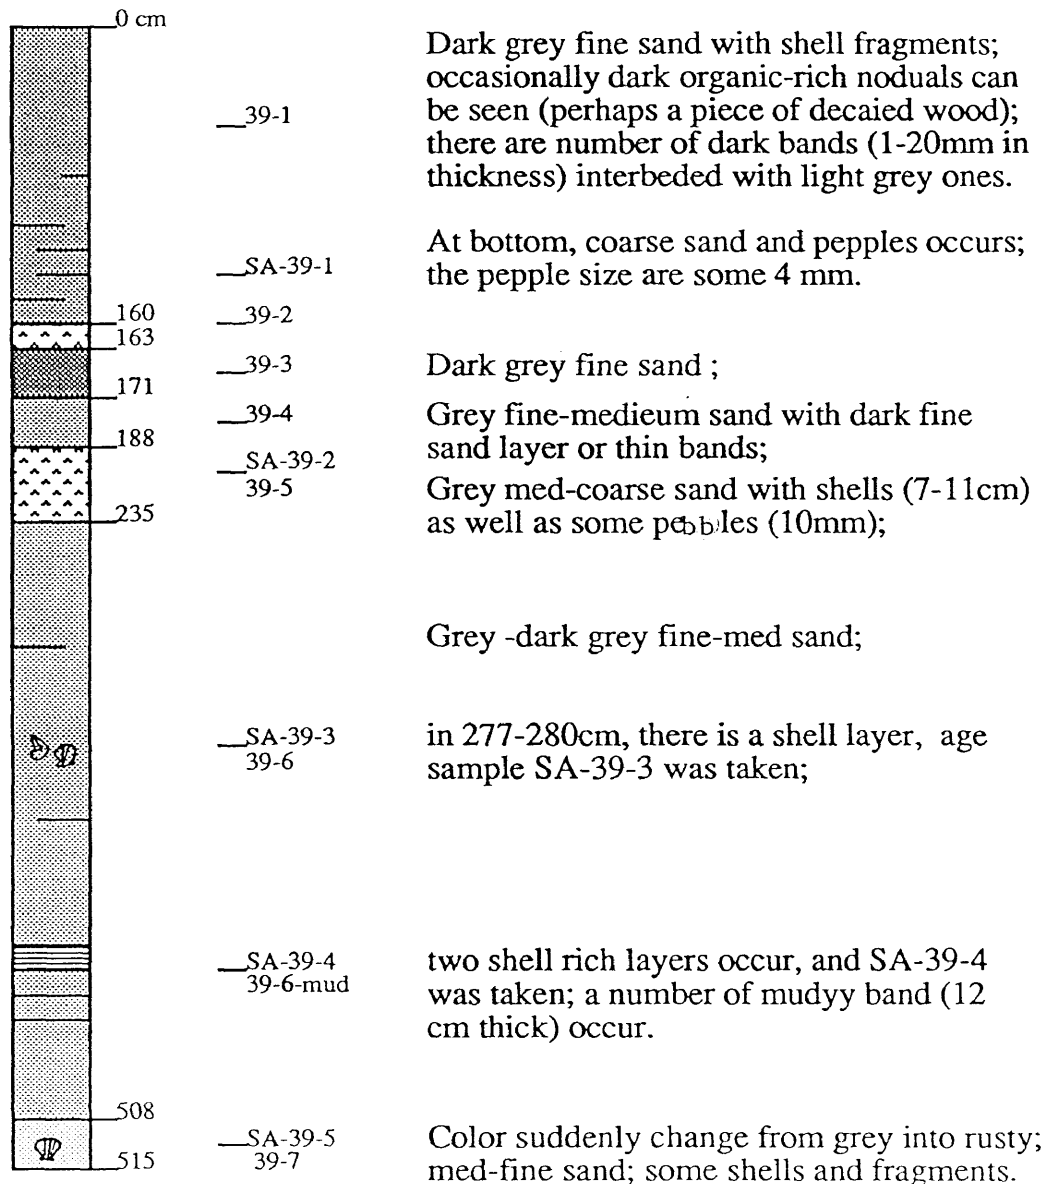 0 cm
Dark grey fine sand with shell fragments;
occasionally dark organic-rich noduals can
39-1
be seen (perhaps a piece of decaied wood);
there are number of dark bands (1-20mm in
thickness) interbeded with light grey ones.
At bottom, coarse sand and pepples occurs;
SA-39-1
the pepple size are some 4 mm.
160
39-2
163
39-3
Dark grey fine sand ;
171
39-4
Grey fine-medieum sand with dark fine
188
sand layer or thin bands;
SA-39-2
39-5
Grey med-coarse sand with shells (7-11cm)
235
as well as some pebbles (10mm);
Grey -dark grey fine-med sand;
SA-39-3
in 277-280cm, there is a shell layer, age
39-6
sample SA-39-3 was taken;
SA-39-4
two shell rich layers occur, and SA-39-4
39-6-mud
was taken; a number of mudyy band (12
cm thick) occur.
508
SA-39-5
Color suddenly change from grey into rusty;
515
39-7
med-fine sand; some shells and fragments.